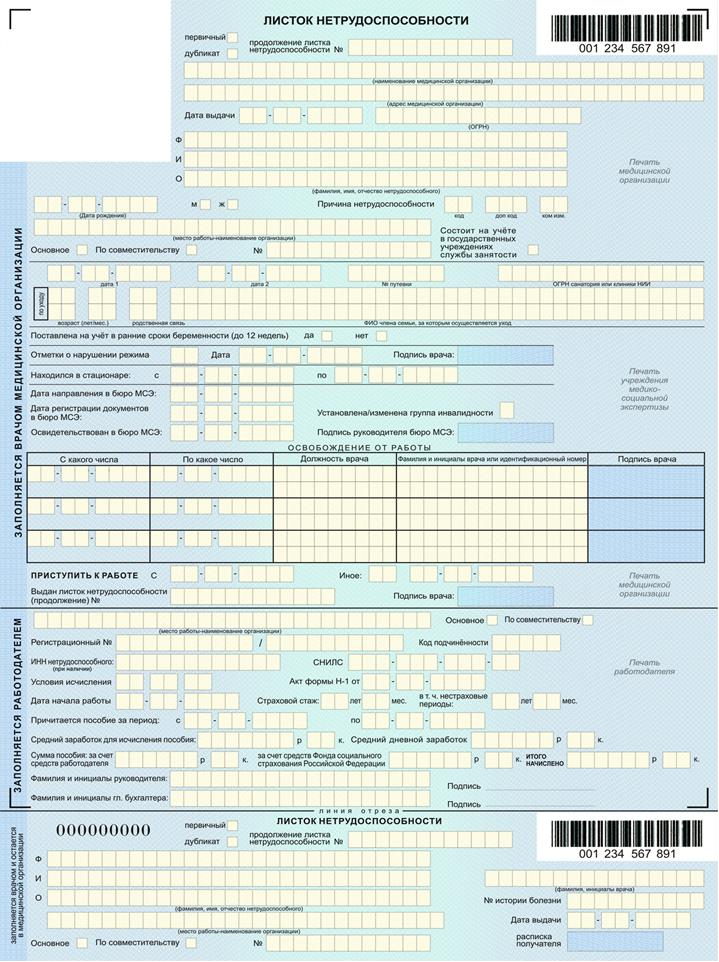 ЛИСТОК НЕТРУДОСПОСОБНОСТИ
001 234 567 891
первичный
дубликат
продолжение листка
нетрудоспособности №
(наименование медицинской организации)
(адрес медицинской организации)
Дата выдачи - -
(ОГРН)
Ф
И
О
(фамилия, имя, отчество нетрудоспособного)
Печать
медицинской
организации
ЗАПОЛНЯЕТСЯ ВРАЧОМ МЕДИЦИНСКОЙ ОРГАНИЗАЦИИ
- -
(Дата рождения)
м ж
Причина нетрудоспособности
код доп код ком изм.
(место работы-наименование организации)
Состоит на учёте
в государственных
учреждениях
службы занятости
Основное По совместительству №
- - - -
дата 1 дата 2 № путевки ОГРН санатория или клиники НИИ
по уходу
возраст (лет/мес.) родственная связь ФИО члена семьи, за которым осуществляется уход
Поставлена на учёт в ранние сроки беременности (до 12 недель) да нет
Отметки о нарушении режима Дата - - Подпись врача:
Находился в стационаре: с - - по - -
Дата направления в бюро МСЭ: - -
Дата регистрации документов
в бюро МСЭ: - -
Установлена/изменена группа инвалидности
Освидетельствован в бюро МСЭ: - - Подпись руководителя бюро МСЭ:
Печать
учреждения
медико-
социальной
экспертизы
ОСВОБОЖДЕНИЕ ОТ РАБОТЫ
С какого числа По какое число Должность врача Фамилия и инициалы врача или идентификационный номер Подпись врача
- - - -
- - - -
- - - -
ПРИСТУПИТЬ К РАБОТЕ С - - Иное: - -
Выдан листок нетрудоспособности
(продолжение) №
Подпись врача:
Печать
медицинской
организации
ЗАПОЛНЯЕТСЯ РАБОТОДАТЕЛЕМ
(место работы-наименование организации)
Основное По совместительству
Регистрационный № / Код подчинённости
ИНН нетрудоспособного:
(при наличии)
СНИЛС - - -
Печать
работодателя
Условия исчисления Акт формы Н-1 от - -
Дата начала работы - - Страховой стаж: лет мес. в т. ч. нестраховые
периоды: лет мес.
Причитается пособие за период: с - - по - -
Средний заработок для исчисления пособия: р к. Средний дневной заработок р к.
Сумма пособия: за счет
средств работодателя р к.
за счет средств Фонда социального
страхования Российской Федерации р к.
ИТОГО
НАЧИСЛЕНО р к.
Фамилия и инициалы руководителя: Подпись
Фамилия и инициалы гл. бухгалтера: Подпись
линия отреза
заполняется врачом и остается
в медицинской организации
000000000
ЛИСТОК НЕТРУДОСПОСОБНОСТИ
первичный
дубликат
продолжение листка
нетрудоспособности №
001 234 567 891
Ф
И
О
(фамилия, имя, отчество нетрудоспособного)
(место работы-наименование организации)
Основное По совместительству №
(фамилия, инициалы врача)
№ истории болезни
Дата выдачи - -
расписка
получателя